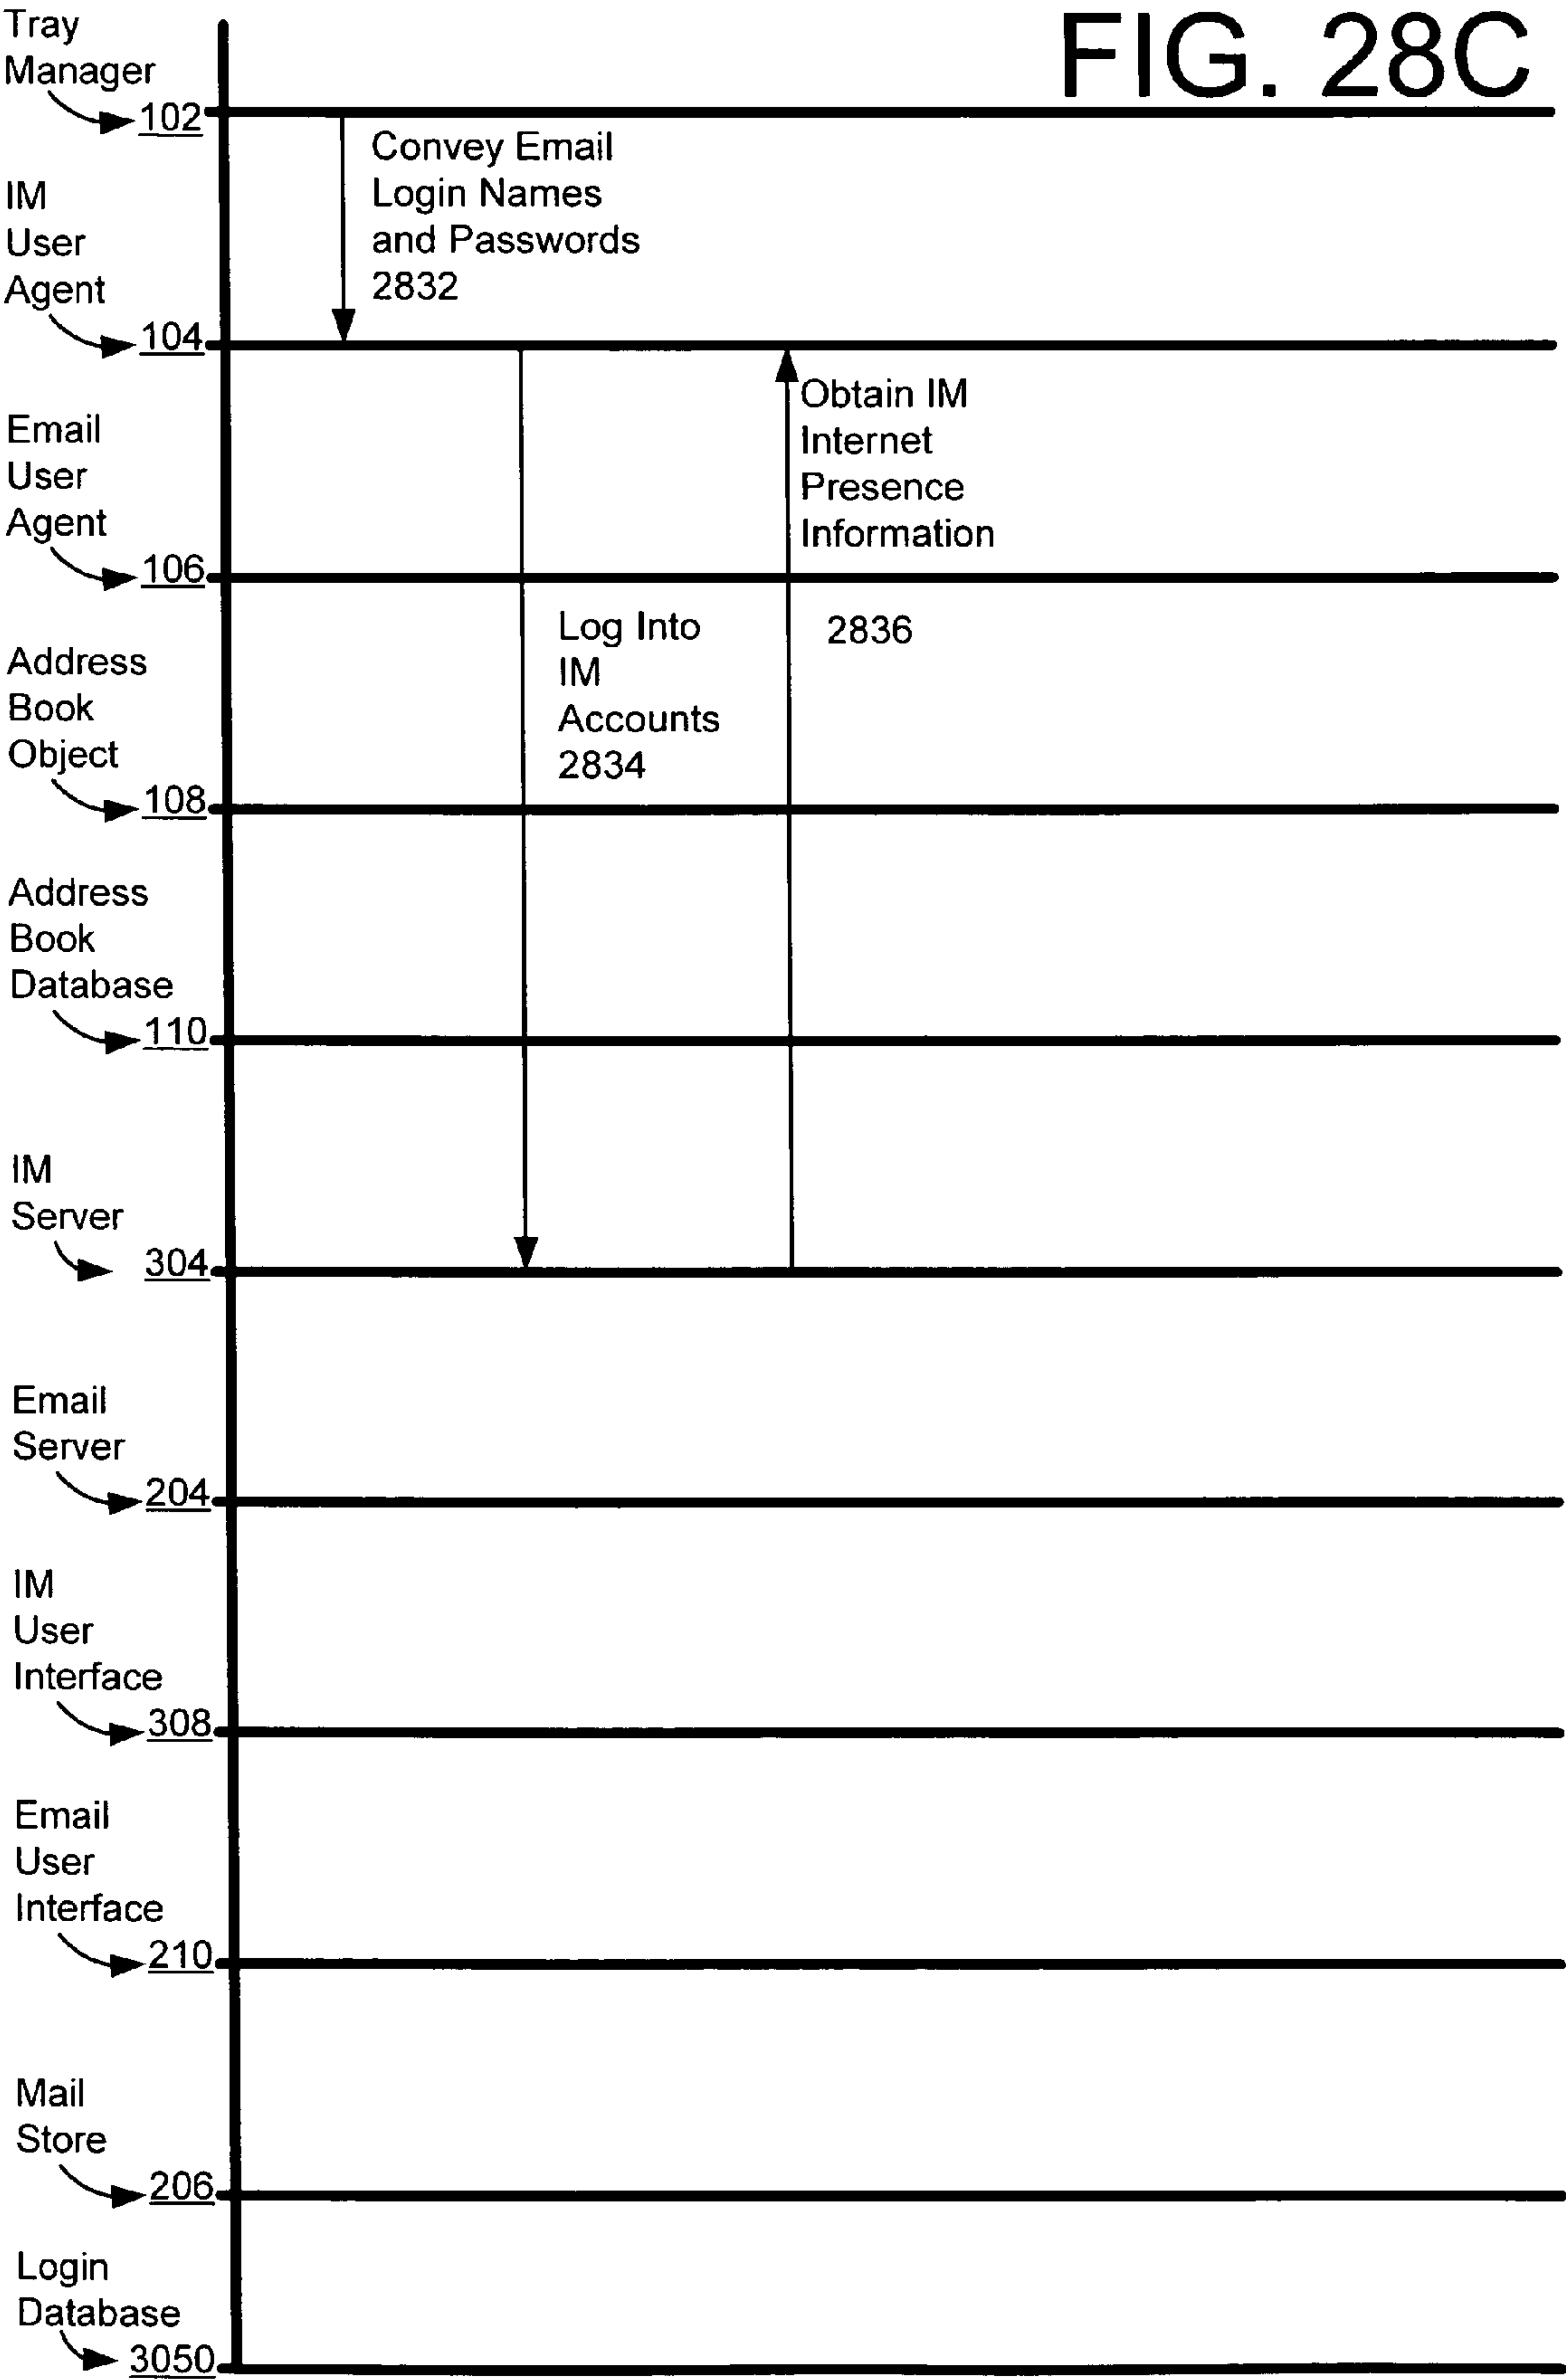 FIG. 28C
Tray
Manager
102
Convey Email
Login Names
and Passwords
2832
IM
User
Agent
104
Obtain IM
Internet
Presence
Information
2836
Email
User
Agent
106
Log Into
IM
Accounts
2834
Address
Book
Object
108
Address
Book
Database
110
IM
Server
304
Email
Server
204
IM
User
Interface
308
Email
User
Interface
210
Mail
Store
206
Login
Database
3050